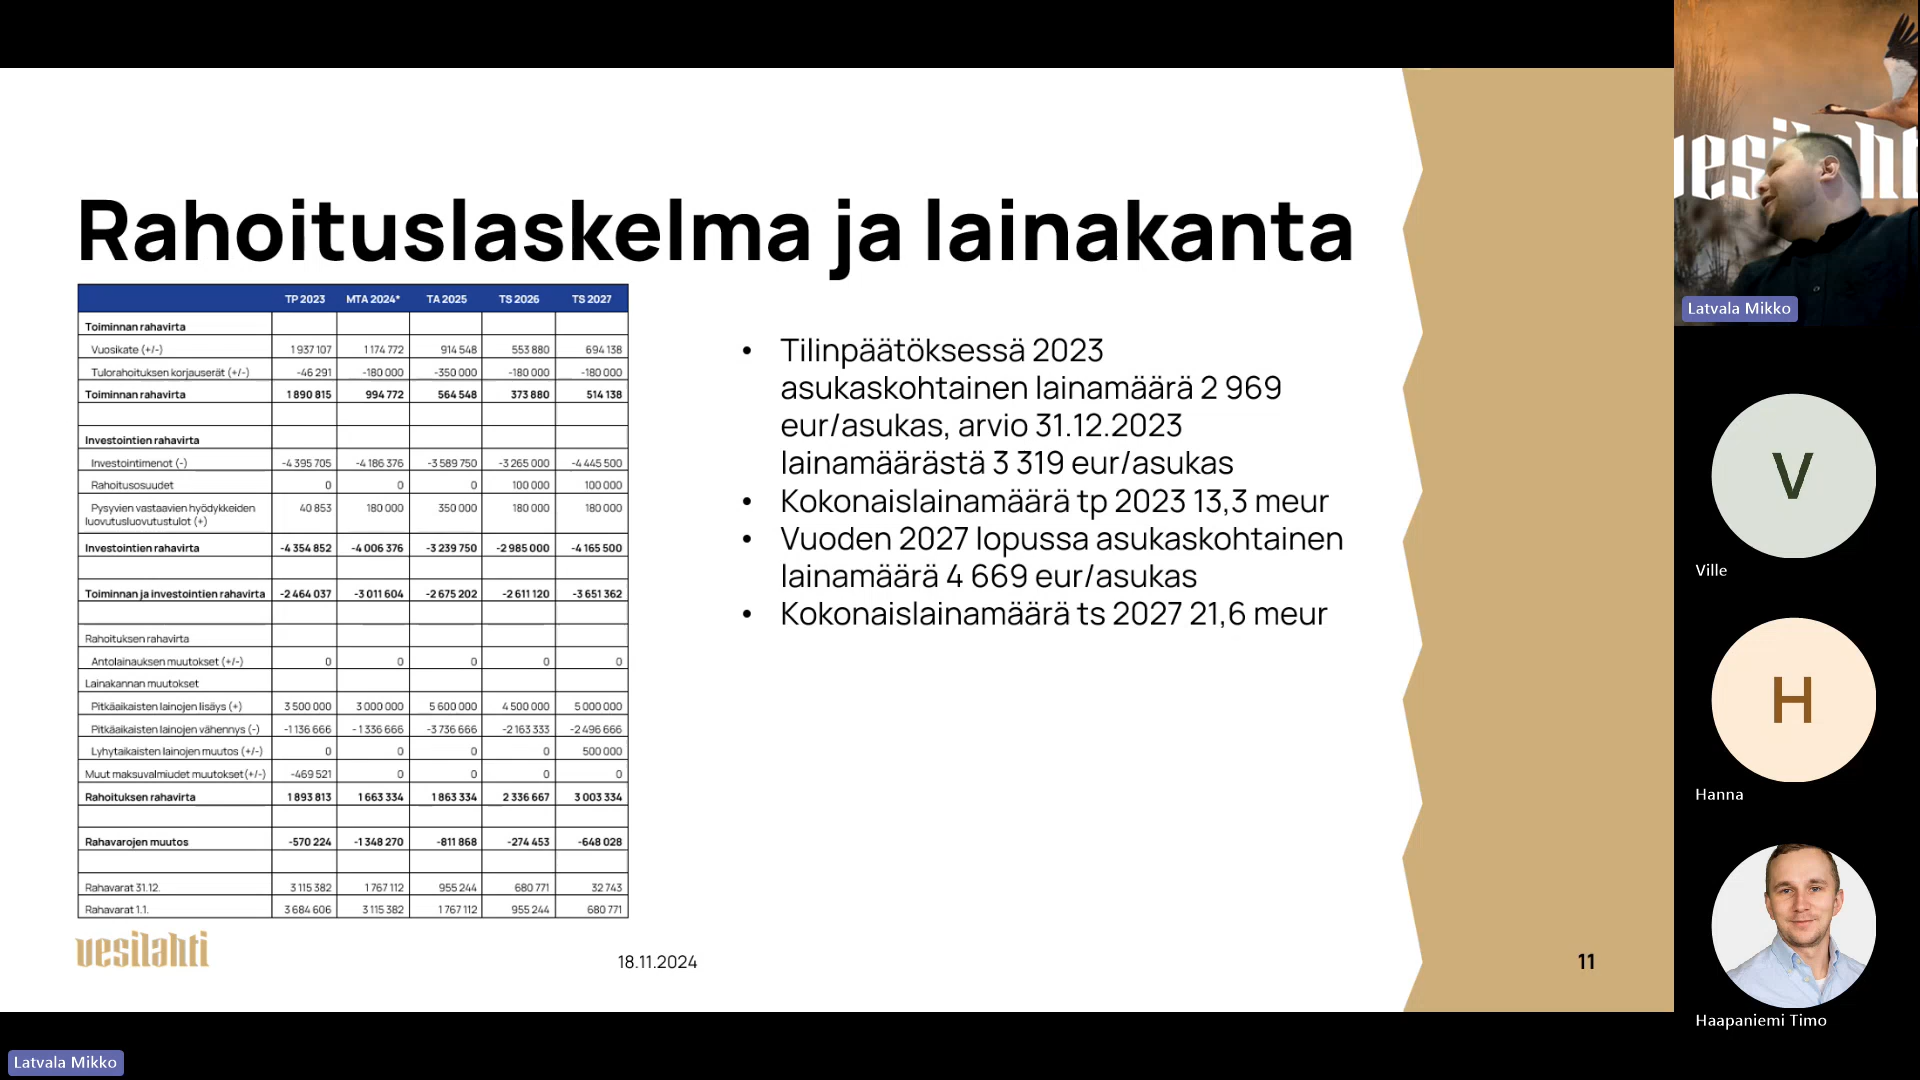 Rahoituslaskelma ja lainakanta
TP 2023 MTA 2024* TA 2025 TS 2026 TS 2027
Toiminnan rahavirta
Vuosikate (+/-) 1 937 107 1 174 772 914 548 553 880 694 138
Tulorahoituksen korjauserät (+/-) -46 291 -180 000 -350 000 -180 000 -180 000
Toiminnan rahavirta 1 890 815 994 772 564 548 373 880 514 138
Investointien rahavirta
Investointimenot (-) -4 395 705 -4 186 376 -3 589 750 -3 265 000 -4 445 500
Rahoitusosuudet 0 0 0 100 000 100 000
Pysyvien vastaavien hyödykkeiden
luovutusluovutustulot (+) 40 853 180 000 350 000 180 000 180 000
Investointien rahavirta -4 354 852 -4 006 376 -3 239 750 -2 985 000 -4 165 500
Toiminnan ja investointien rahavirta -2 464 037 -3 011 604 -2 675 202 -2 611 120 -3 651 362
Rahoituksen rahavirta
Antolainauksen muutokset (+/-) 0 0 0 0 0
Lainakannan muutokset
Pitkäaikaisten lainojen lisäys (+) 3 500 000 3 000 000 5 600 000 4 500 000 5 000 000
Pitkäaikaisten lainojen vähennys (-) -1 136 666 -1 336 666 -3 736 666 -2 163 333 -2 496 666
Lyhytaikaisten lainojen muutos (+/-) 0 0 0 0 500 000
Muut maksuvalmiudet muutokset(+/-) -469 521 0 0 0 0
Rahoituksen rahavirta 1 893 813 1 663 334 1 863 334 2 336 667 3 003 334
Rahavarojen muutos -570 224 -1 348 270 -811 868 -274 453 -648 028
Rahavarat 31.12. 3 115 382 1 767 112 955 244 680 771 32 743
Rahavarat 1.1. 3 684 606 3 115 382 1 767 112 955 244 680 771
• Tilinpäätöksessä 2023
asukaskohtainen lainamäärä 2 969
eur/asukas, arvio 31.12.2023
lainamäärästä 3 319 eur/asukas
• Kokonaislainamäärä tp 2023 13,3 meur
• Vuoden 2027 lopussa asukaskohtainen
lainamäärä 4 669 eur/asukas
• Kokonaislainamäärä ts 2027 21,6 meur
vesilahti
18.11.2024
11
vesilahti
Latvala Mikko
V
Ville
H
Hanna
Haapaniemi Timo
Latvala Mikko